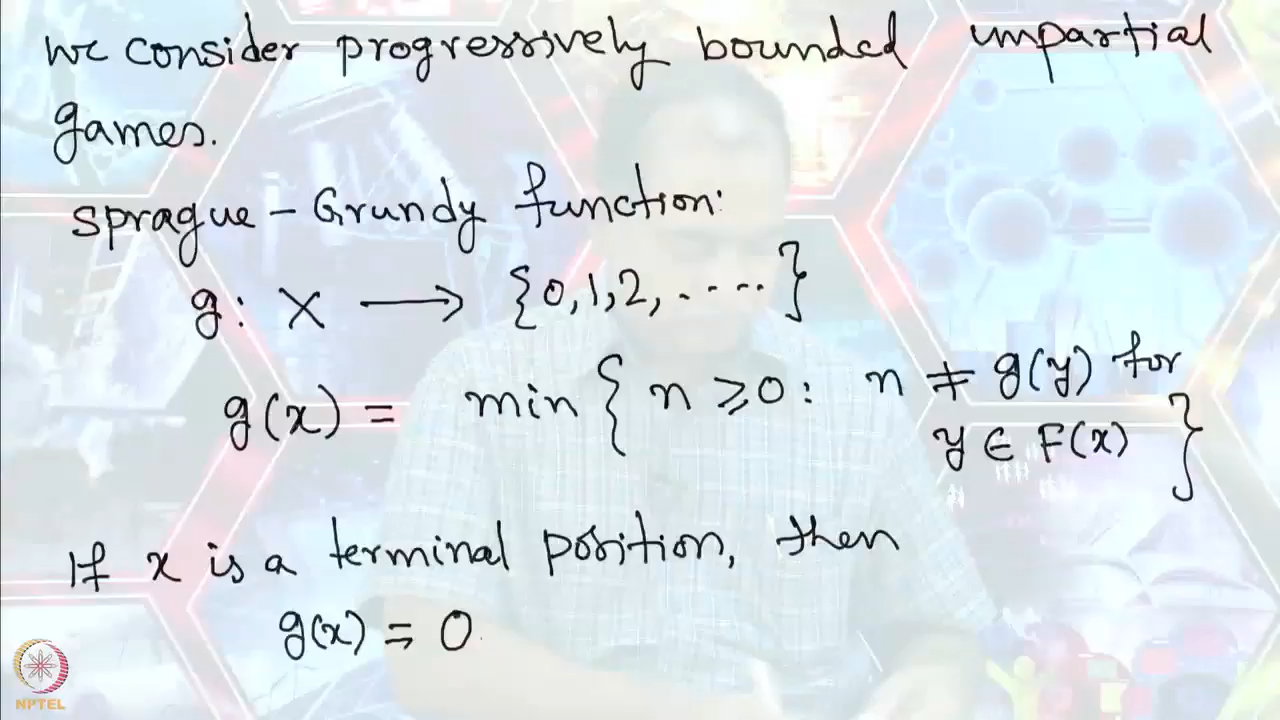 we consider progressively bounded impartial
games.
Sprague - Grundy function:
g: X ⟶ {0,1,2, .....}
g(x) = min { n ≥ 0 : n ≠ g(y) for
y ∈ F(x) }
If x is a terminal position, then
g(x) = 0.
NPTEL